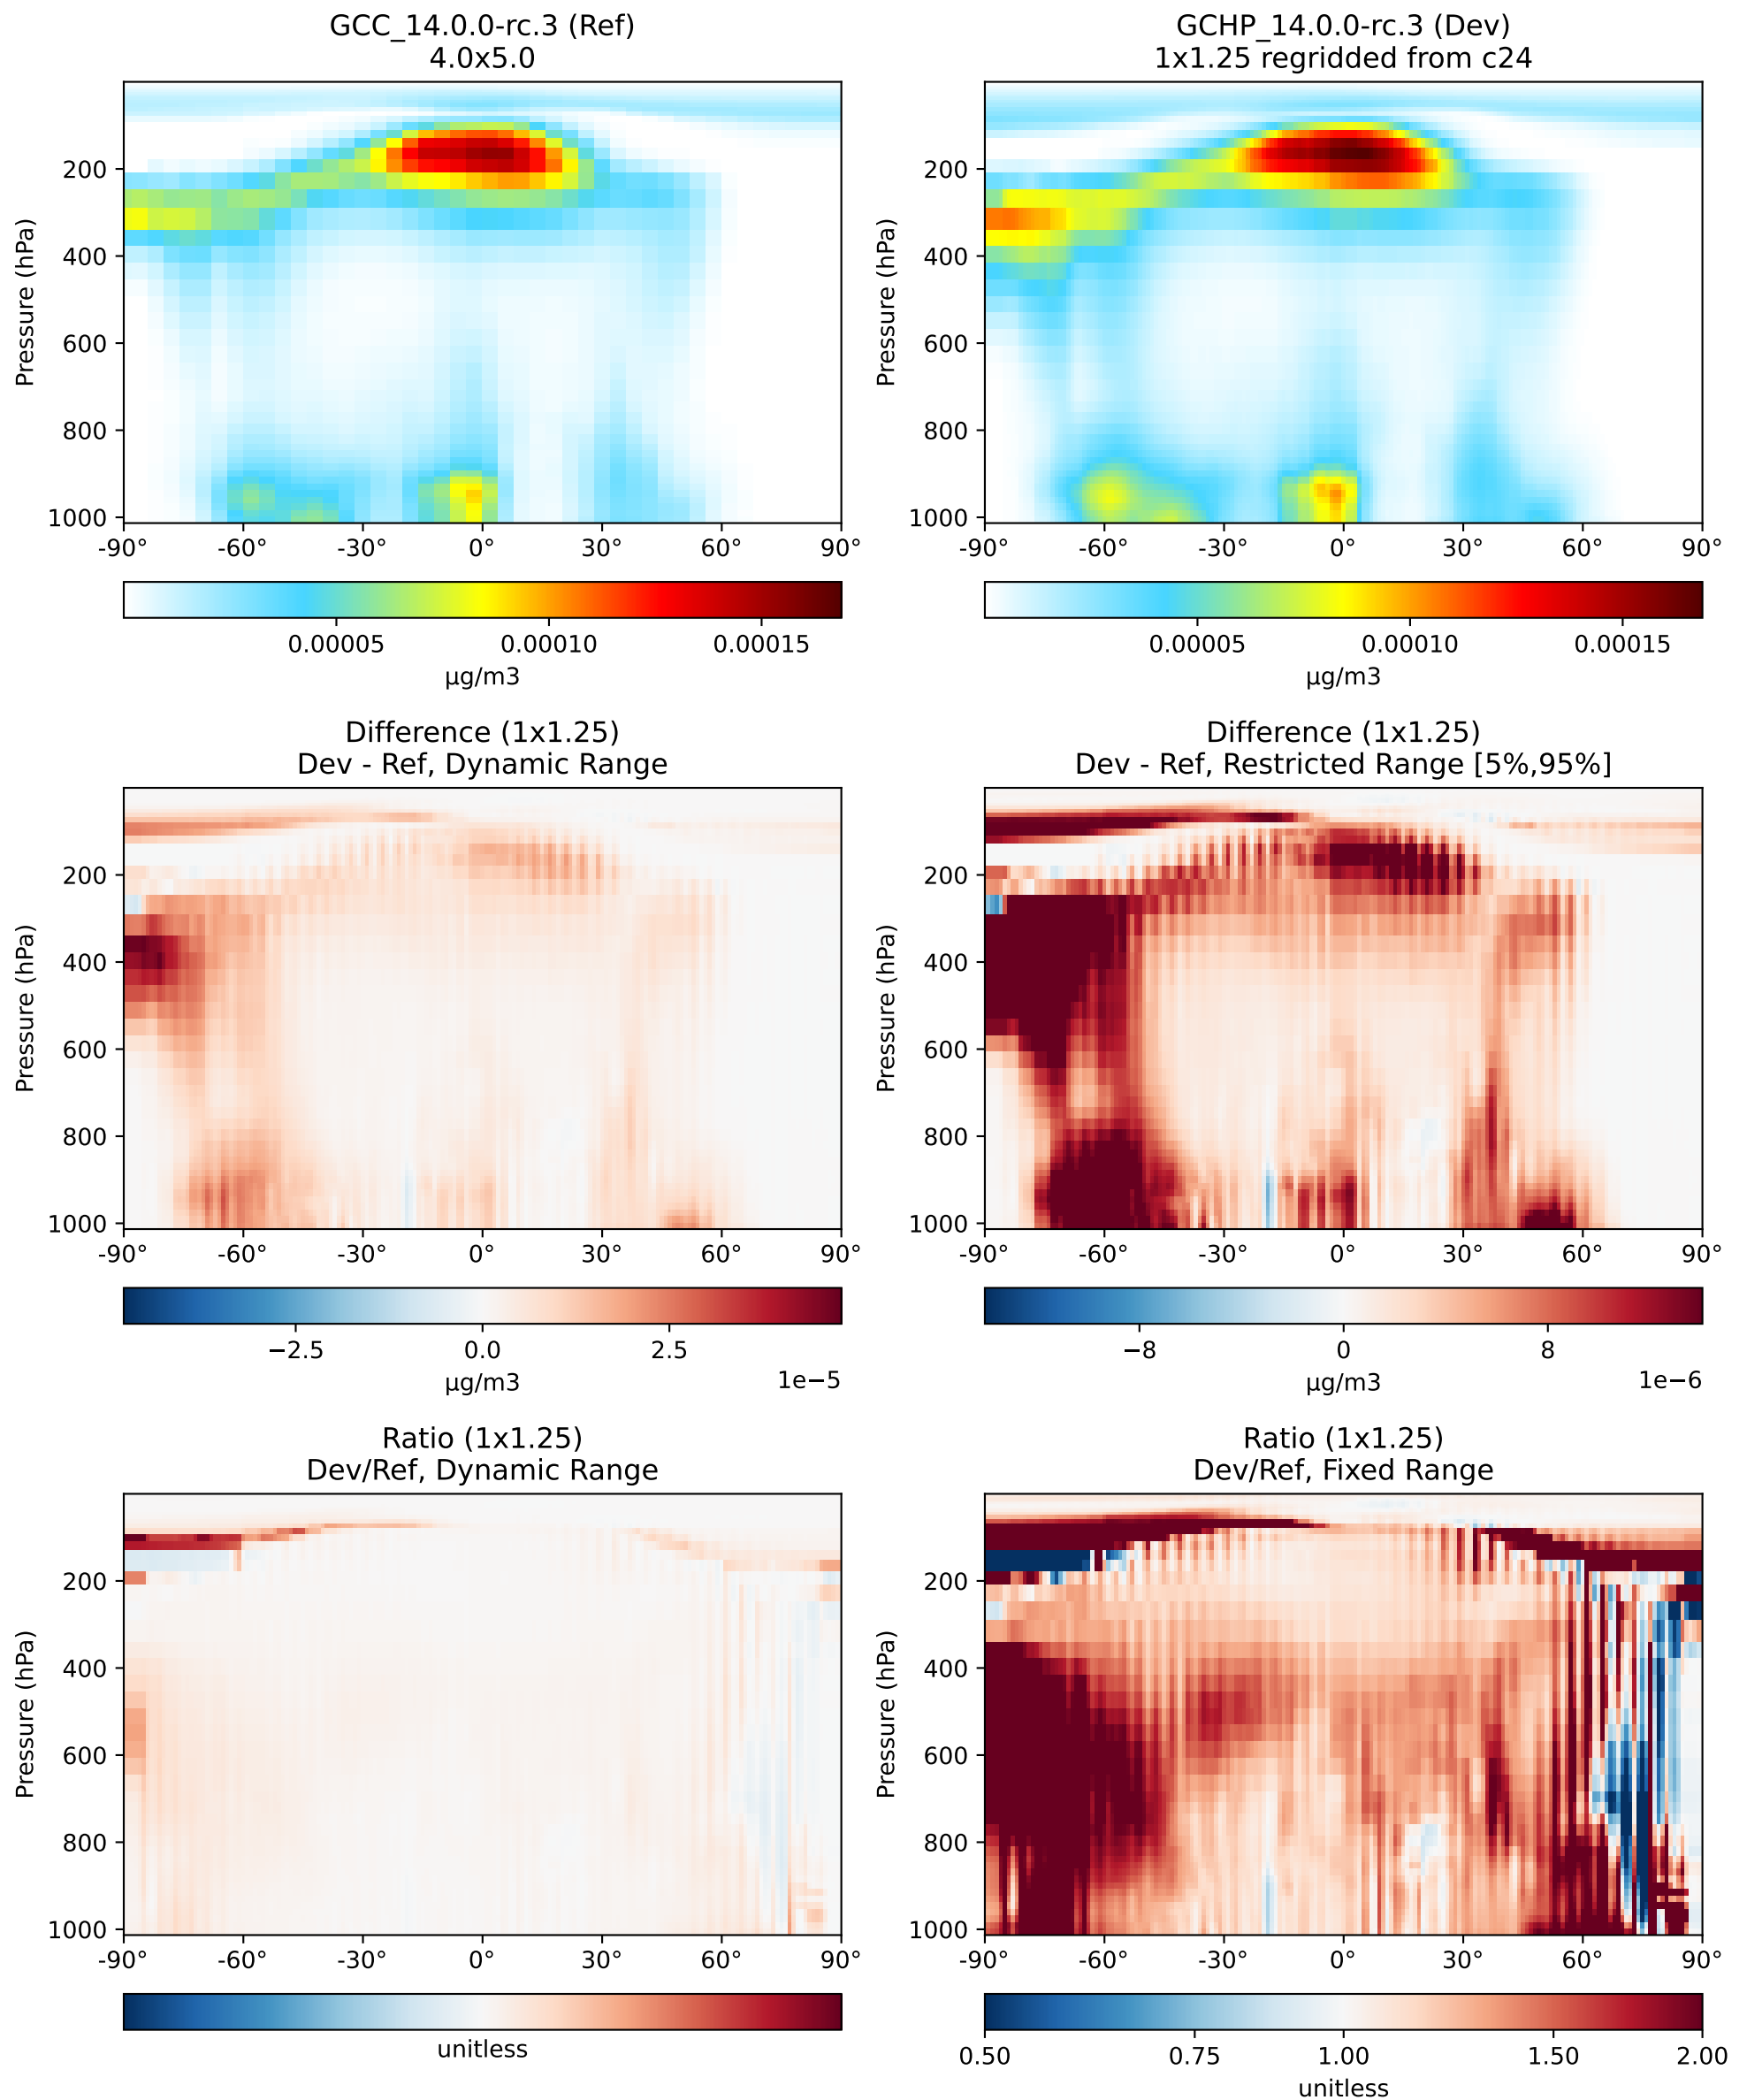 GCC_14.0.0-rc.3 (Ref)
4.0x5.0
GCHP_14.0.0-rc.3 (Dev)
1x1.25 regridded from c24
Pressure (hPa)
200
400
600
800
1000
-90° -60° -30° 0° 30° 60° 90°
0.00005 0.00010 0.00015
µg/m3
Pressure (hPa)
200
400
600
800
1000
-90° -60° -30° 0° 30° 60° 90°
0.00005 0.00010 0.00015
µg/m3
Difference (1x1.25)
Dev - Ref, Dynamic Range
Difference (1x1.25)
Dev - Ref, Restricted Range [5%,95%]
Pressure (hPa)
200
400
600
800
1000
-90° -60° -30° 0° 30° 60° 90°
−2.5 0.0 2.5
µg/m3
1e−5
Pressure (hPa)
200
400
600
800
1000
-90° -60° -30° 0° 30° 60° 90°
−8 0 8
µg/m3
1e−6
Ratio (1x1.25)
Dev/Ref, Dynamic Range
Ratio (1x1.25)
Dev/Ref, Fixed Range
Pressure (hPa)
200
400
600
800
1000
-90° -60° -30° 0° 30° 60° 90°
unitless
Pressure (hPa)
200
400
600
800
1000
-90° -60° -30° 0° 30° 60° 90°
0.50 0.75 1.00 1.50 2.00
unitless